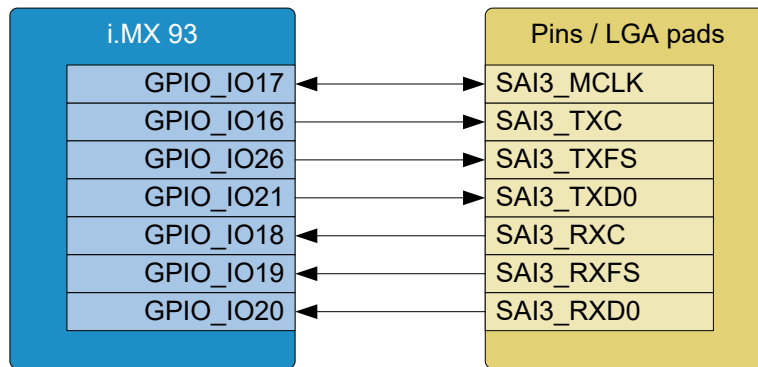 i.MX 93 Pins / LGA pads
GPIO_IO17 SAI3_MCLK
GPIO_IO16 SAI3_TXC
GPIO_IO26 SAI3_TXFS
GPIO_IO21 SAI3_TXD0
GPIO_IO18 SAI3_RXC
GPIO_IO19 SAI3_RXFS
GPIO_IO20 SAI3_RXD0